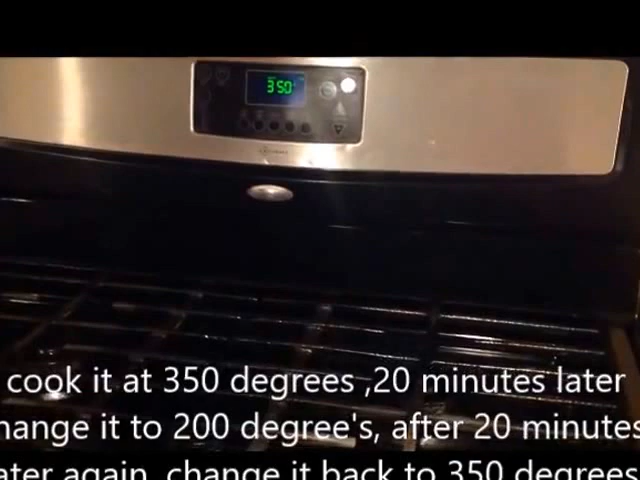 350°
cook it at 350 degrees ,20 minutes later
hange it to 200 degree's, after 20 minutes
ater again, change it back to 350 degrees